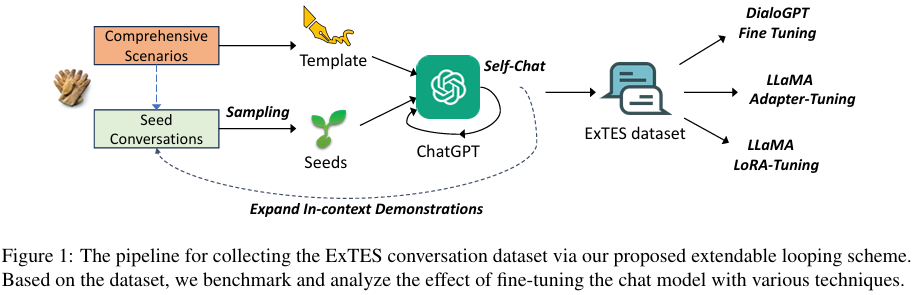 Comprehensive
Scenarios
Seed
Conversations
Sampling
Template
Seeds
ChatGPT
Self-Chat
Expand In-context Demonstrations
ExTES dataset
DialoGPT
Fine Tuning
LLaMA
Adapter-Tuning
LLaMA
LoRA-Tuning
Figure 1: The pipeline for collecting the ExTES conversation dataset via our proposed extendable looping scheme.
Based on the dataset, we benchmark and analyze the effect of fine-tuning the chat model with various techniques.